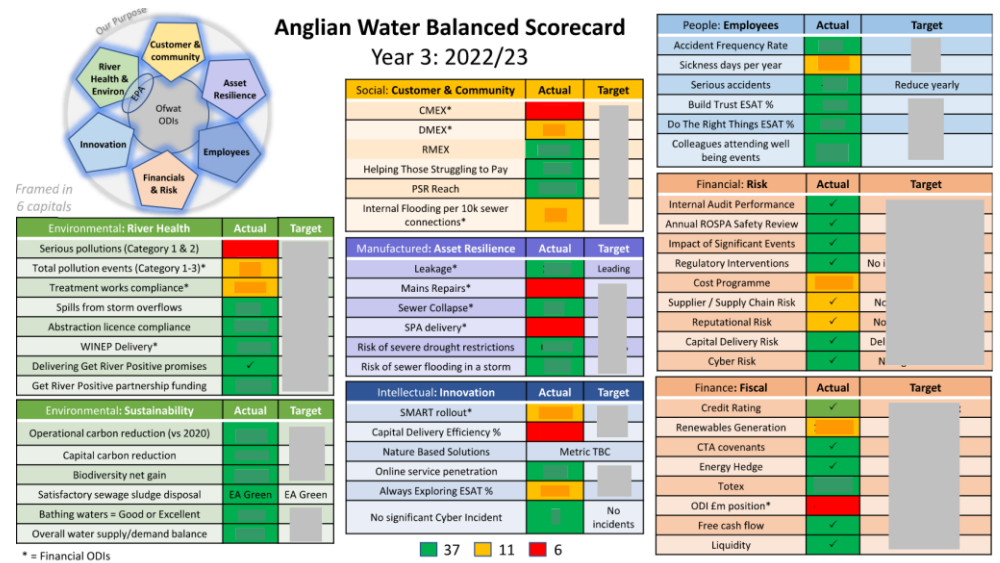 Our Purpose
Customer &
community
River
Health &
Environ
EPA
Asset
Resilience
Ofwat
ODIs
Innovation
Employees
Financials
& Risk
Framed in
6 capitals
Anglian Water Balanced Scorecard
Year 3: 2022/23
Environmental: River Health Actual Target
Serious pollutions (Category 1 & 2)
Total pollution events (Category 1-3)*
Treatment works compliance*
Spills from storm overflows
Abstraction licence compliance
WINEP Delivery*
Delivering Get River Positive promises ✓
Get River Positive partnership funding
Environmental: Sustainability Actual Target
Operational carbon reduction (vs 2020)
Capital carbon reduction
Biodiversity net gain
Satisfactory sewage sludge disposal EA Green EA Green
Bathing waters = Good or Excellent
Overall water supply/demand balance
* = Financial ODIs
Social: Customer & Community Actual Target
CMEX*
DMEX*
RMEX
Helping Those Struggling to Pay
PSR Reach
Internal Flooding per 10k sewer
connections*
Manufactured: Asset Resilience Actual Target
Leakage* Leading
Mains Repairs*
Sewer Collapse*
SPA delivery*
Risk of severe drought restrictions
Risk of sewer flooding in a storm
Intellectual: Innovation Actual Target
SMART rollout*
Capital Delivery Efficiency %
Nature Based Solutions Metric TBC
Online service penetration
Always Exploring ESAT %
No significant Cyber Incident No
incidents
37 11 6
People: Employees Actual Target
Accident Frequency Rate
Sickness days per year
Serious accidents Reduce yearly
Build Trust ESAT %
Do The Right Things ESAT %
Colleagues attending well
being events
Financial: Risk Actual Target
Internal Audit Performance ✓
Annual ROSPA Safety Review ✓
Impact of Significant Events ✓
Regulatory Interventions ✓ No
Cost Programme
Supplier / Supply Chain Risk ✓
Reputational Risk ✓ No
Capital Delivery Risk ✓
Cyber Risk ✓
Finance: Fiscal Actual Target
Credit Rating ✓
Renewables Generation
CTA covenants ✓
Energy Hedge ✓
Totex
ODI Em position*
Free cash flow ✓
Liquidity ✓